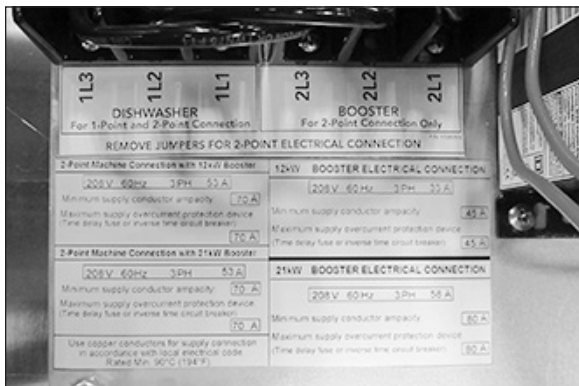 1L3 1L2 1L1 2L3 2L2 2L1
DISHWASHER
For 1-Point and 2-Point Connection
BOOSTER
For 2-Point Connection Only
REMOVE JUMPERS FOR 2-POINT ELECTRICAL CONNECTION
2-Point Machine Connection with 12kW Booster
208V 60Hz 3PH 53 A
Minimum supply conductor ampacity 70 A
Maximum supply overcurrent protection device
(Time delay fuse or inverse time circuit breaker)
70 A
2-Point Machine Connection with 21kW Booster
208V 60Hz 3PH 53 A
Minimum supply conductor ampacity 70 A
Maximum supply overcurrent protection device
(Time delay fuse or inverse time circuit breaker)
70 A
Use copper conductors for supply connection
in accordance with local electrical code
Rated Min. 90°C (194°F)
12kW BOOSTER ELECTRICAL CONNECTION
208V 60Hz 3PH 33 A
Minimum supply conductor ampacity 45 A
Maximum supply overcurrent protection device
(Time delay fuse or inverse time circuit breaker) 45 A
21kW BOOSTER ELECTRICAL CONNECTION
208V 60Hz 3PH 58 A
Minimum supply conductor ampacity 80 A
Maximum supply overcurrent protection device
(Time delay fuse or inverse time circuit breaker) 80 A